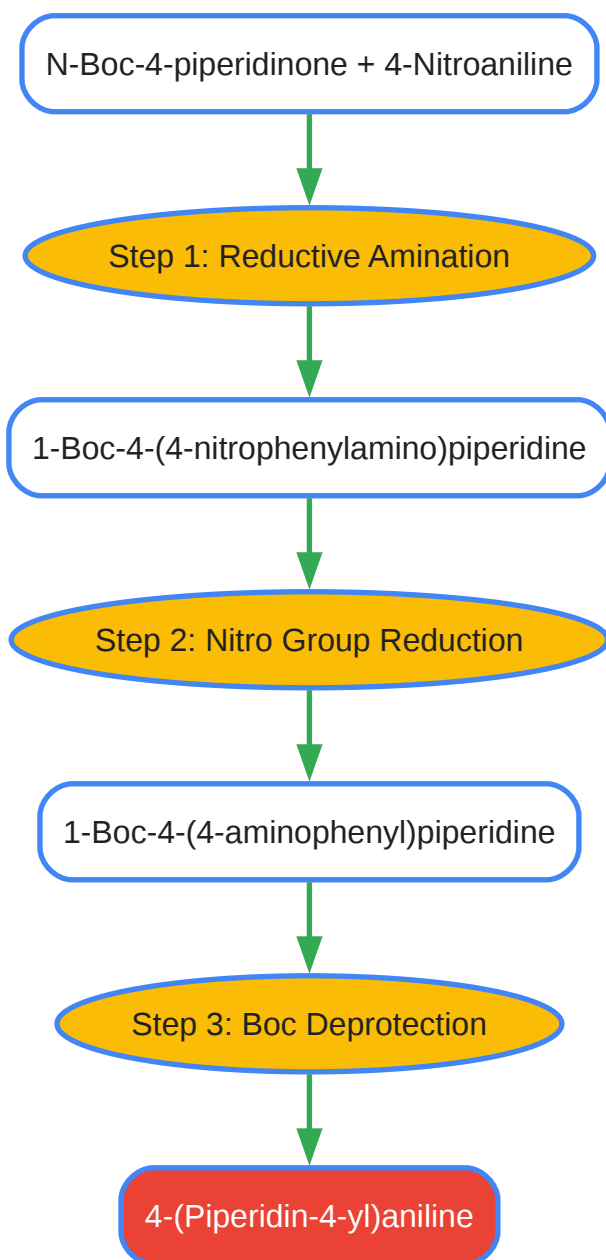 N-Boc-4-piperidinone + 4-Nitroaniline
Step 1: Reductive Amination
1-Boc-4-(4-nitrophenylamino)piperidine
Step 2: Nitro Group Reduction
1-Boc-4-(4-aminophenyl)piperidine
Step 3: Boc Deprotection
4-(Piperidin-4-yl)aniline